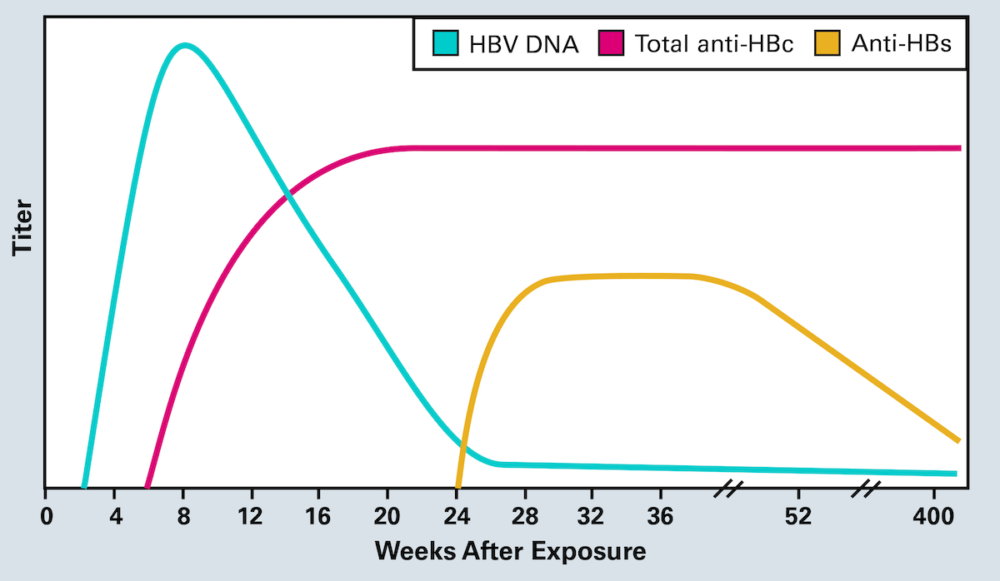 HBV DNA Total anti-HBc Anti-HBs
Titer
0 4 8 12 16 20 24 28 32 36 52 400
Weeks After Exposure